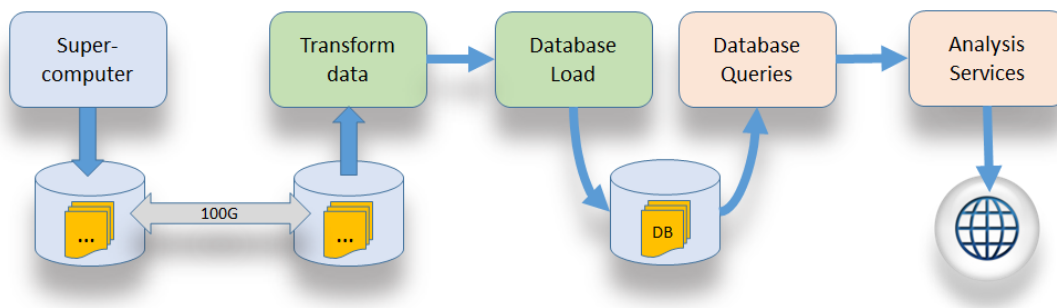 Super-
computer
Transform
data
Database
Load
Database
Queries
Analysis
Services
...
100G
...
DB